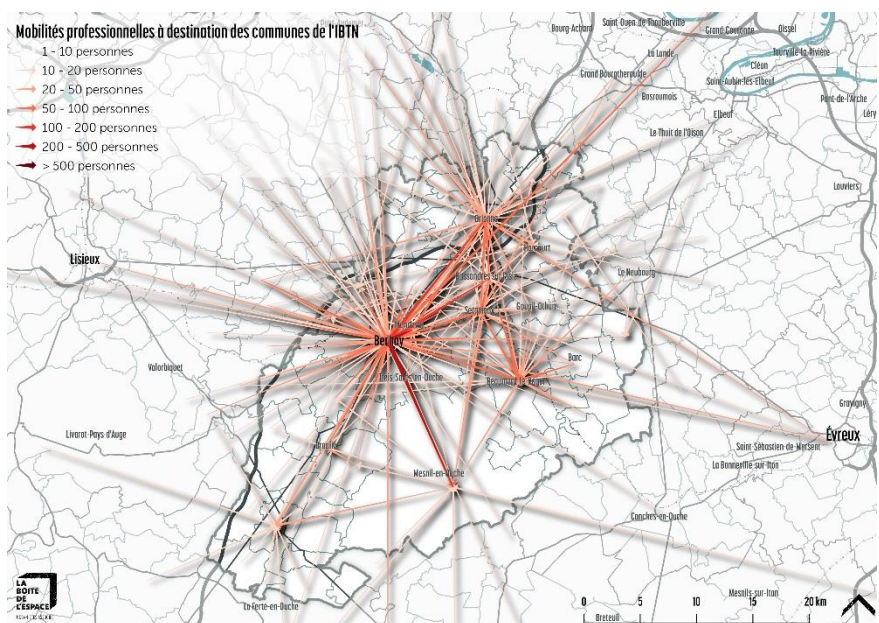 Mobilités professionnelles à destination des communes de l'IBTN
1 - 10 personnes
10 - 20 personnes
20 - 50 personnes
50 - 100 personnes
100 - 200 personnes
200 - 500 personnes
> 500 personnes
Bourg-Achard
Saint-Ouen-de-Thouberville
Grand-Couronne
Oissel
La Londe
Tourville-la-Rivière
Grand Bourgtheroulde
Cléon
Saint-Aubin-lès-Elbeuf
Bosroumois
Pont-de-l'Arche
Elbeuf
Léry
Le Thuit de l'Oison
Louviers
Brionne
Harcourt
Lisieux
Le Neubourg
Goupil-Othon
Serquigny
Bernay
Barc
Valorbiquet
Gravigny
Livarot-Pays d'Auge
Évreux
Saint-Sébastien-de-Morsent
La Bonneville-sur-Iton
Mesnil-en-Ouche
Conches-en-Ouche
LA
BOITE
DE
L'ESPACE
La Ferté-en-Ouche
Mesnils-sur-Iton
Breteuil
0 5 10 15 20 km